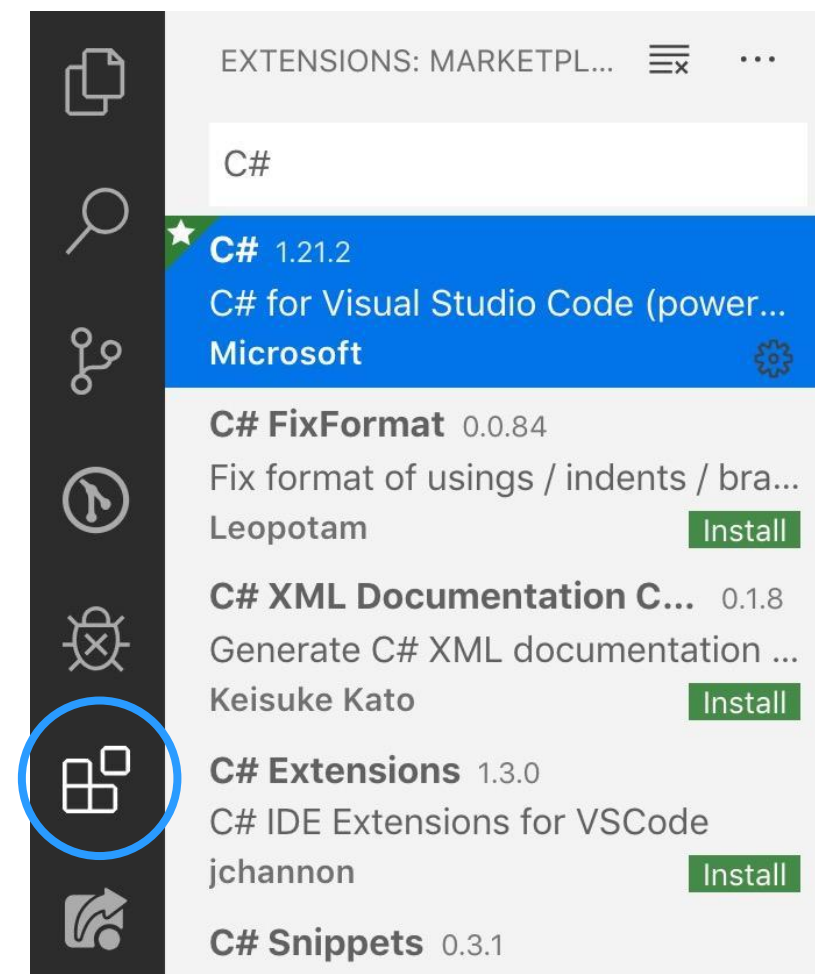 EXTENSIONS: MARKETPL...
C#
C# 1.21.2
C# for Visual Studio Code (power...
Microsoft
C# FixFormat 0.0.84
Fix format of usings / indents / bra...
Leopotam Install
C# XML Documentation C... 0.1.8
Generate C# XML documentation ...
Keisuke Kato Install
C# Extensions 1.3.0
C# IDE Extensions for VSCode
jchannon Install
C# Snippets 0.3.1